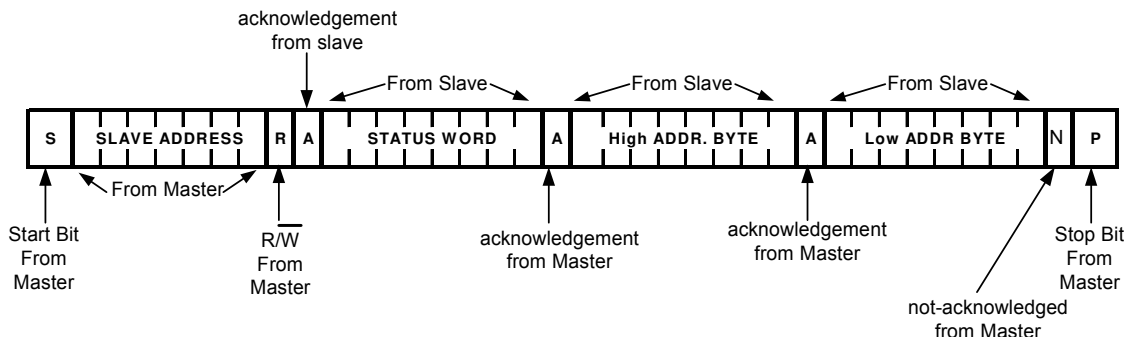 acknowledgement
from slave
From Slave
From Slave
From Slave
S SLAVE ADDRESS R A STATUS WORD A High ADDR. BYTE A Low ADDR BYTE N P
From Master
Start Bit
From
Master
R/W
From
Master
acknowledgement
from Master
acknowledgement
from Master
Stop Bit
From
Master
not-acknowledged
from Master